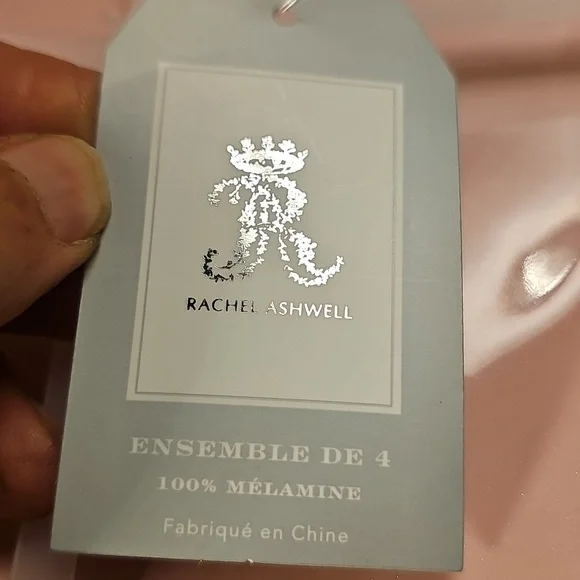 RACHEL ASHWELL
ENSEMBLE DE 4
100% MÉLAMINE
Fabriqué en Chine